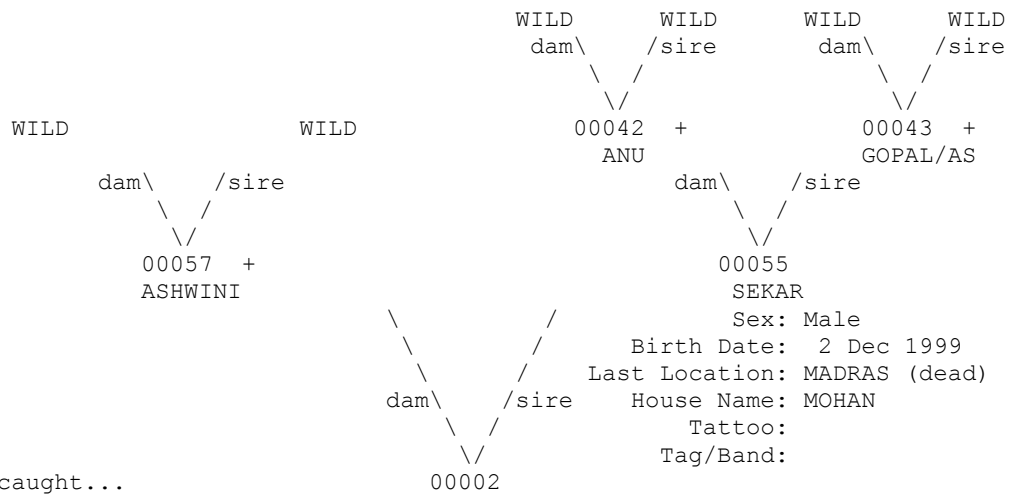 WILD WILD WILD WILD
dam\ /sire dam\ /sire
\ / \ /
\/ \/
WILD WILD 00042 + 00043 +
ANU GOPAL/AS
dam\ /sire dam\ /sire
\ / \ /
\/ \/
00057 + 00055
ASHWINI SEKAR
\ / Sex: Male
\ / Birth Date: 2 Dec 1999
\ / Last Location: MADRAS (dead)
dam\ /sire House Name: MOHAN
\ / Tattoo:
\/ Tag/Band:
caught... 00002